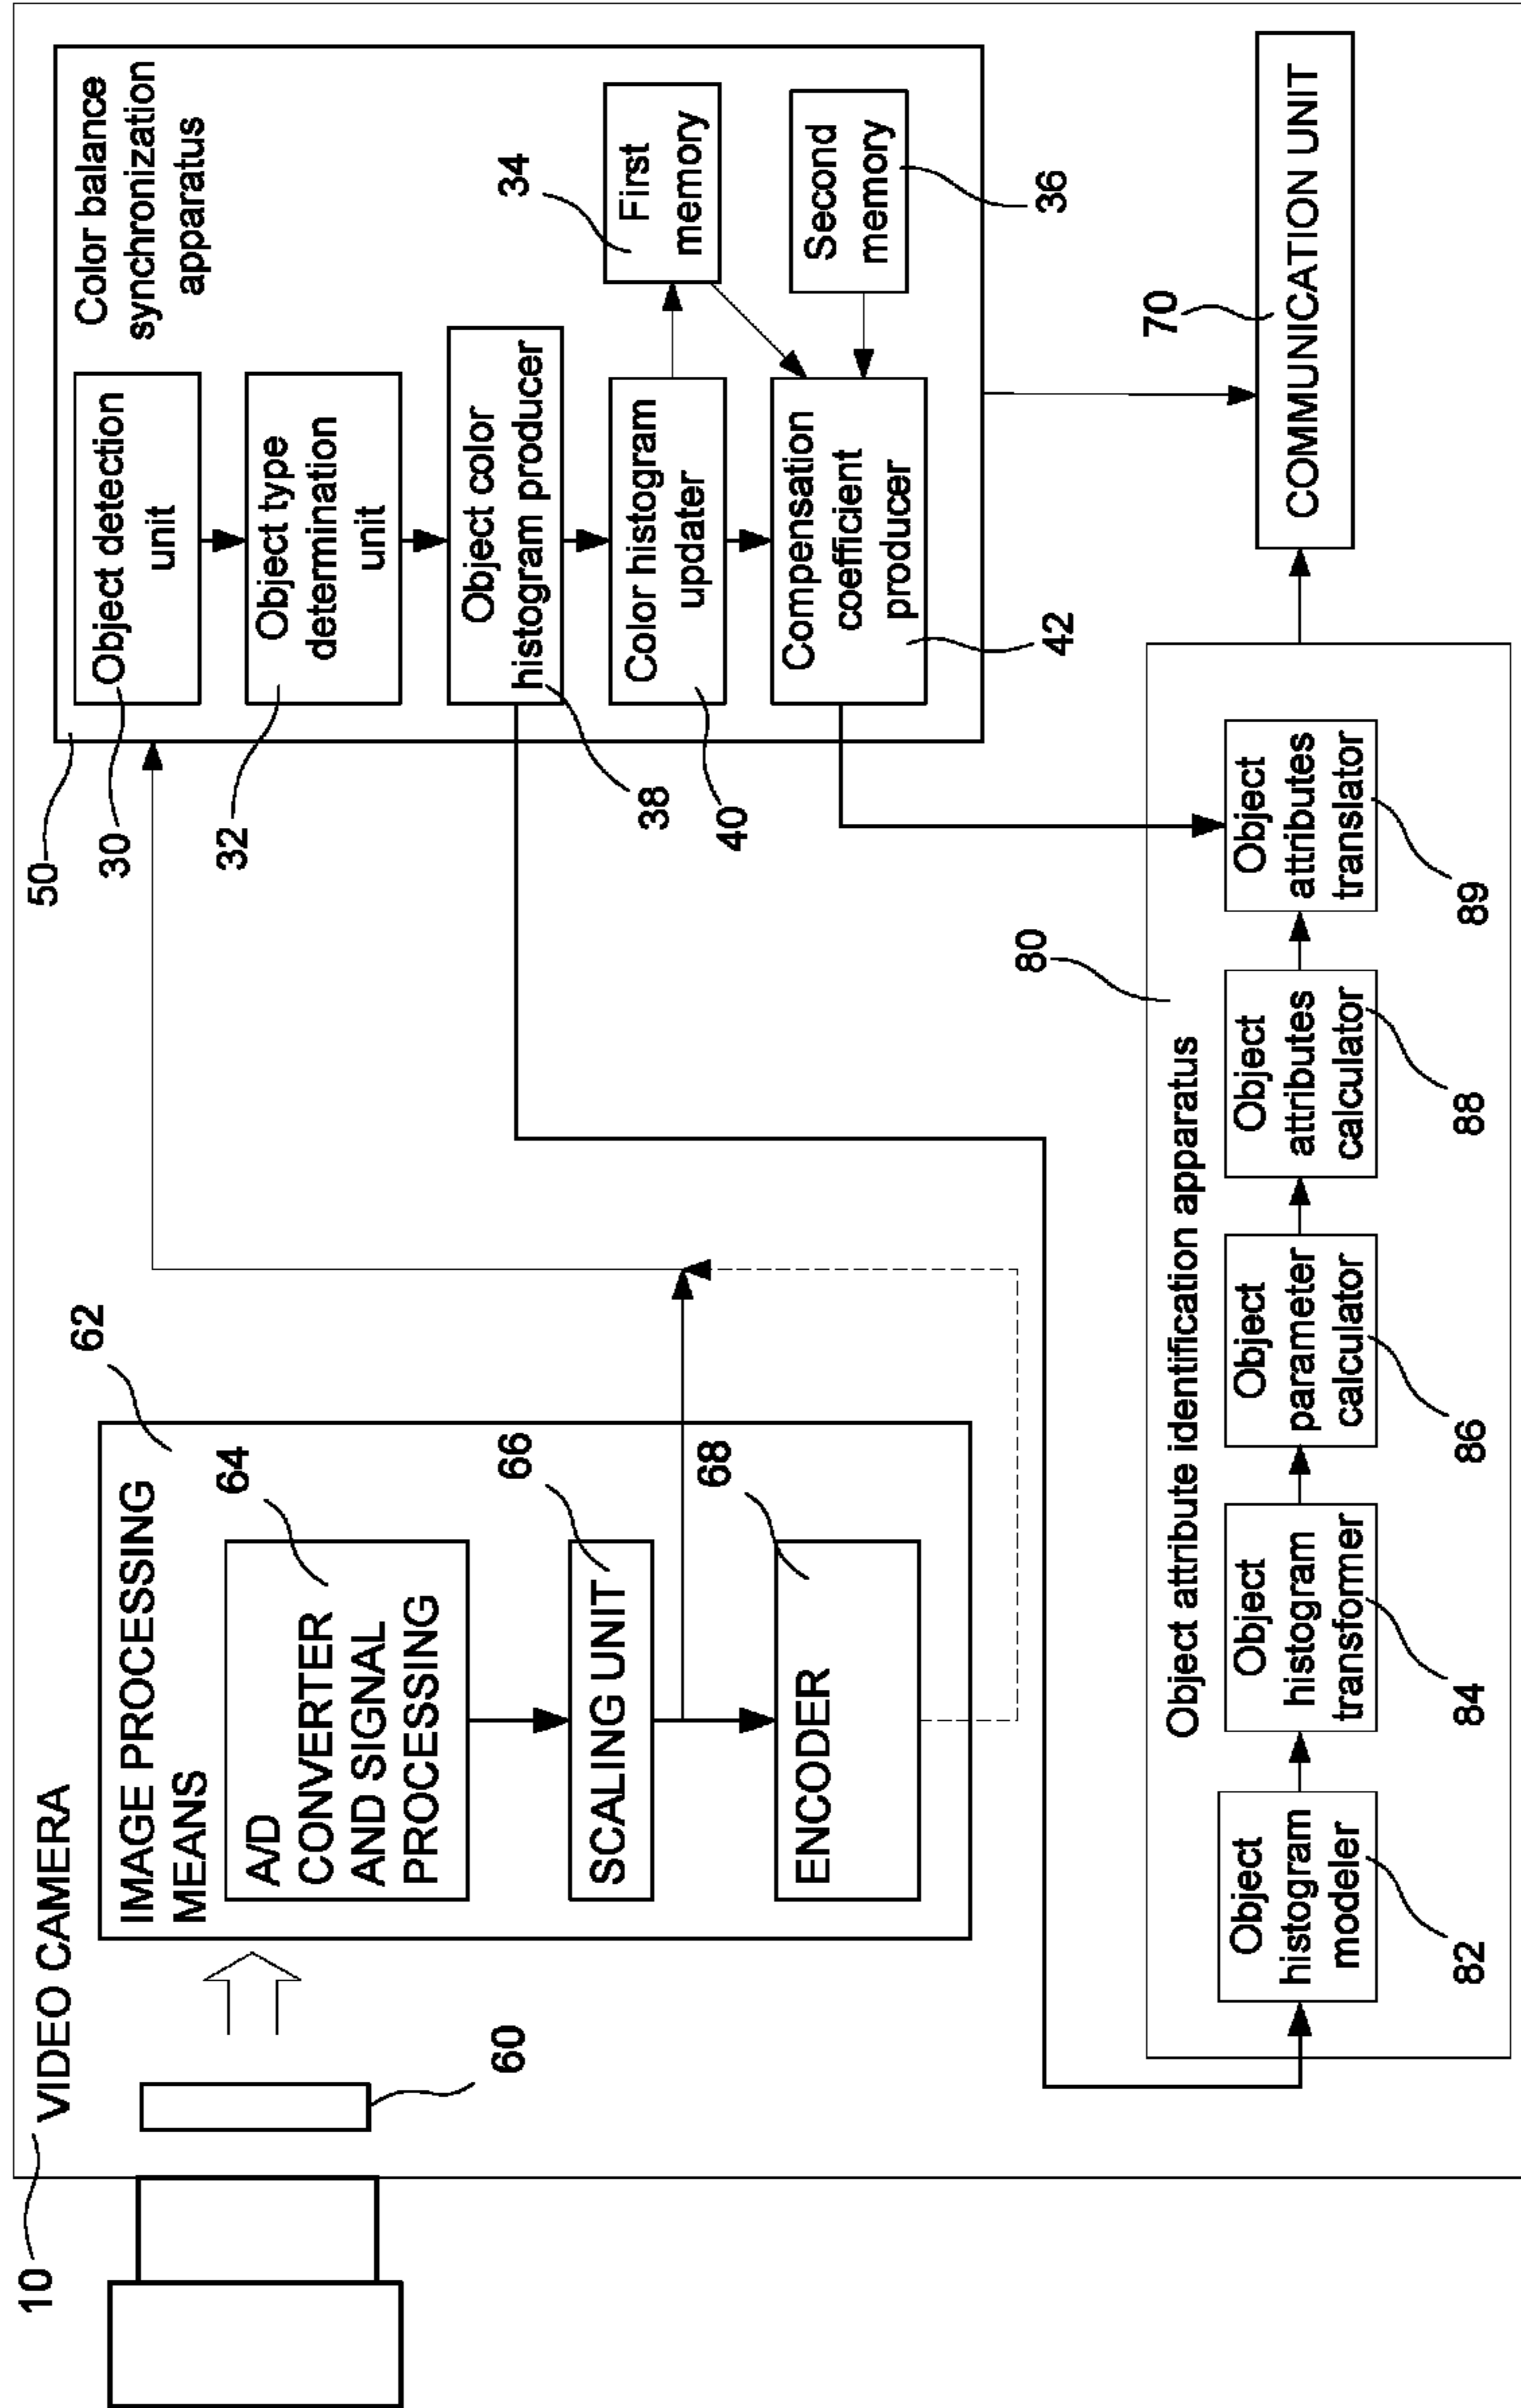 10
VIDEO CAMERA
60
IMAGE PROCESSING
MEANS
62
A/D
CONVERTER
AND SIGNAL
PROCESSING
64
SCALING UNIT
66
ENCODER
68
50
Color balance
synchronization
apparatus
Object detection
unit
30
Object type
determination
unit
32
Object color
histogram producer
38
Color histogram
updater
40
First
memory
34
Compensation
coefficient
producer
42
Second
memory
36
Object attribute identification apparatus
80
Object
histogram
modeler
82
Object
histogram
transformer
84
Object
parameter
calculator
86
Object
attributes
calculator
88
Object
attributes
translator
89
COMMUNICATION UNIT
70